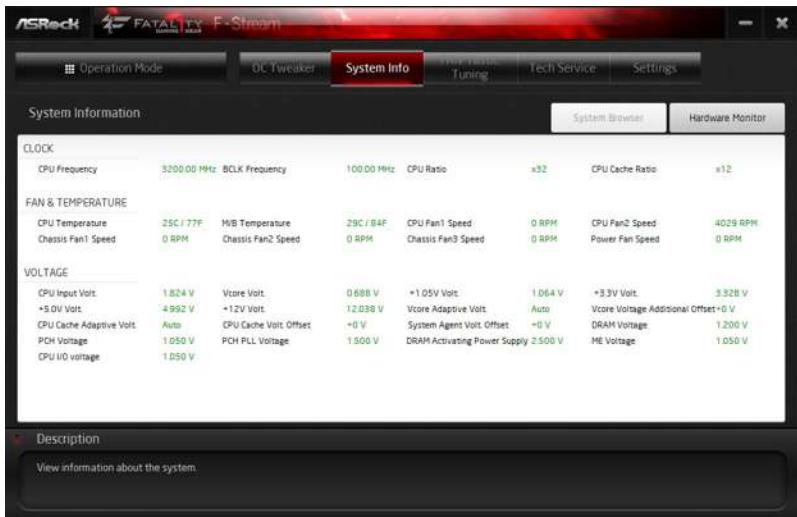 ASRock FATAL1TY GAMING GEAR F-Stream
Operation Mode OC Tweaker System Info Tuning Tech Service Settings
System Information System Browser Hardware Monitor
CLOCK
CPU Frequency 3200.00 MHz BCLK Frequency 100.00 MHz CPU Ratio x32 CPU Cache Ratio x12
FAN & TEMPERATURE
CPU Temperature 25C / 77F M/B Temperature 29C / 84F CPU Fan1 Speed 0 RPM CPU Fan2 Speed 4029 RPM
Chassis Fan1 Speed 0 RPM Chassis Fan2 Speed 0 RPM Chassis Fan3 Speed 0 RPM Power Fan Speed 0 RPM
VOLTAGE
CPU Input Volt. 1.824 V Vcore Volt. 0.688 V +1.05V Volt. 1.064 V +3.3V Volt. 3.328 V
+5.0V Volt. 4.992 V +12V Volt. 12.038 V Vcore Adaptive Volt. Auto Vcore Voltage Additional Offset +0 V
CPU Cache Adaptive Volt. Auto CPU Cache Volt. Offset +0 V System Agent Volt. Offset +0 V DRAM Voltage 1.200 V
PCH Voltage 1.050 V PCH PLL Voltage 1.500 V DRAM Activating Power Supply 2.500 V ME Voltage 1.050 V
CPU I/O voltage 1.050 V
Description
View information about the system.